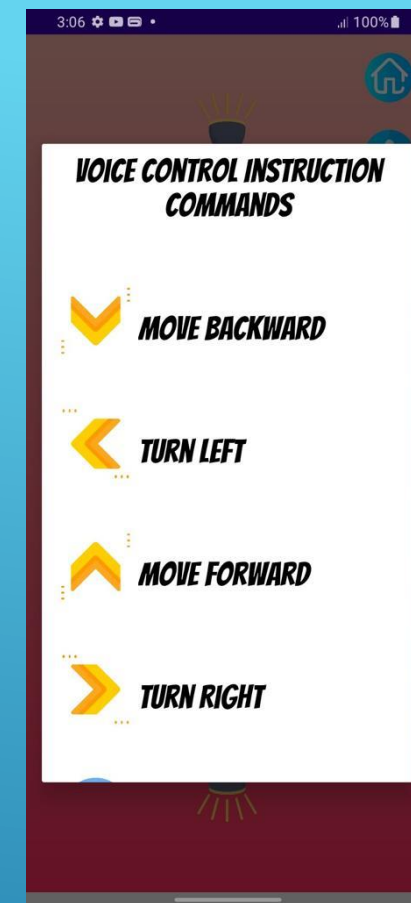 3:06
100%
VOICE CONTROL INSTRUCTION
COMMANDS
MOVE BACKWARD
TURN LEFT
MOVE FORWARD
TURN RIGHT